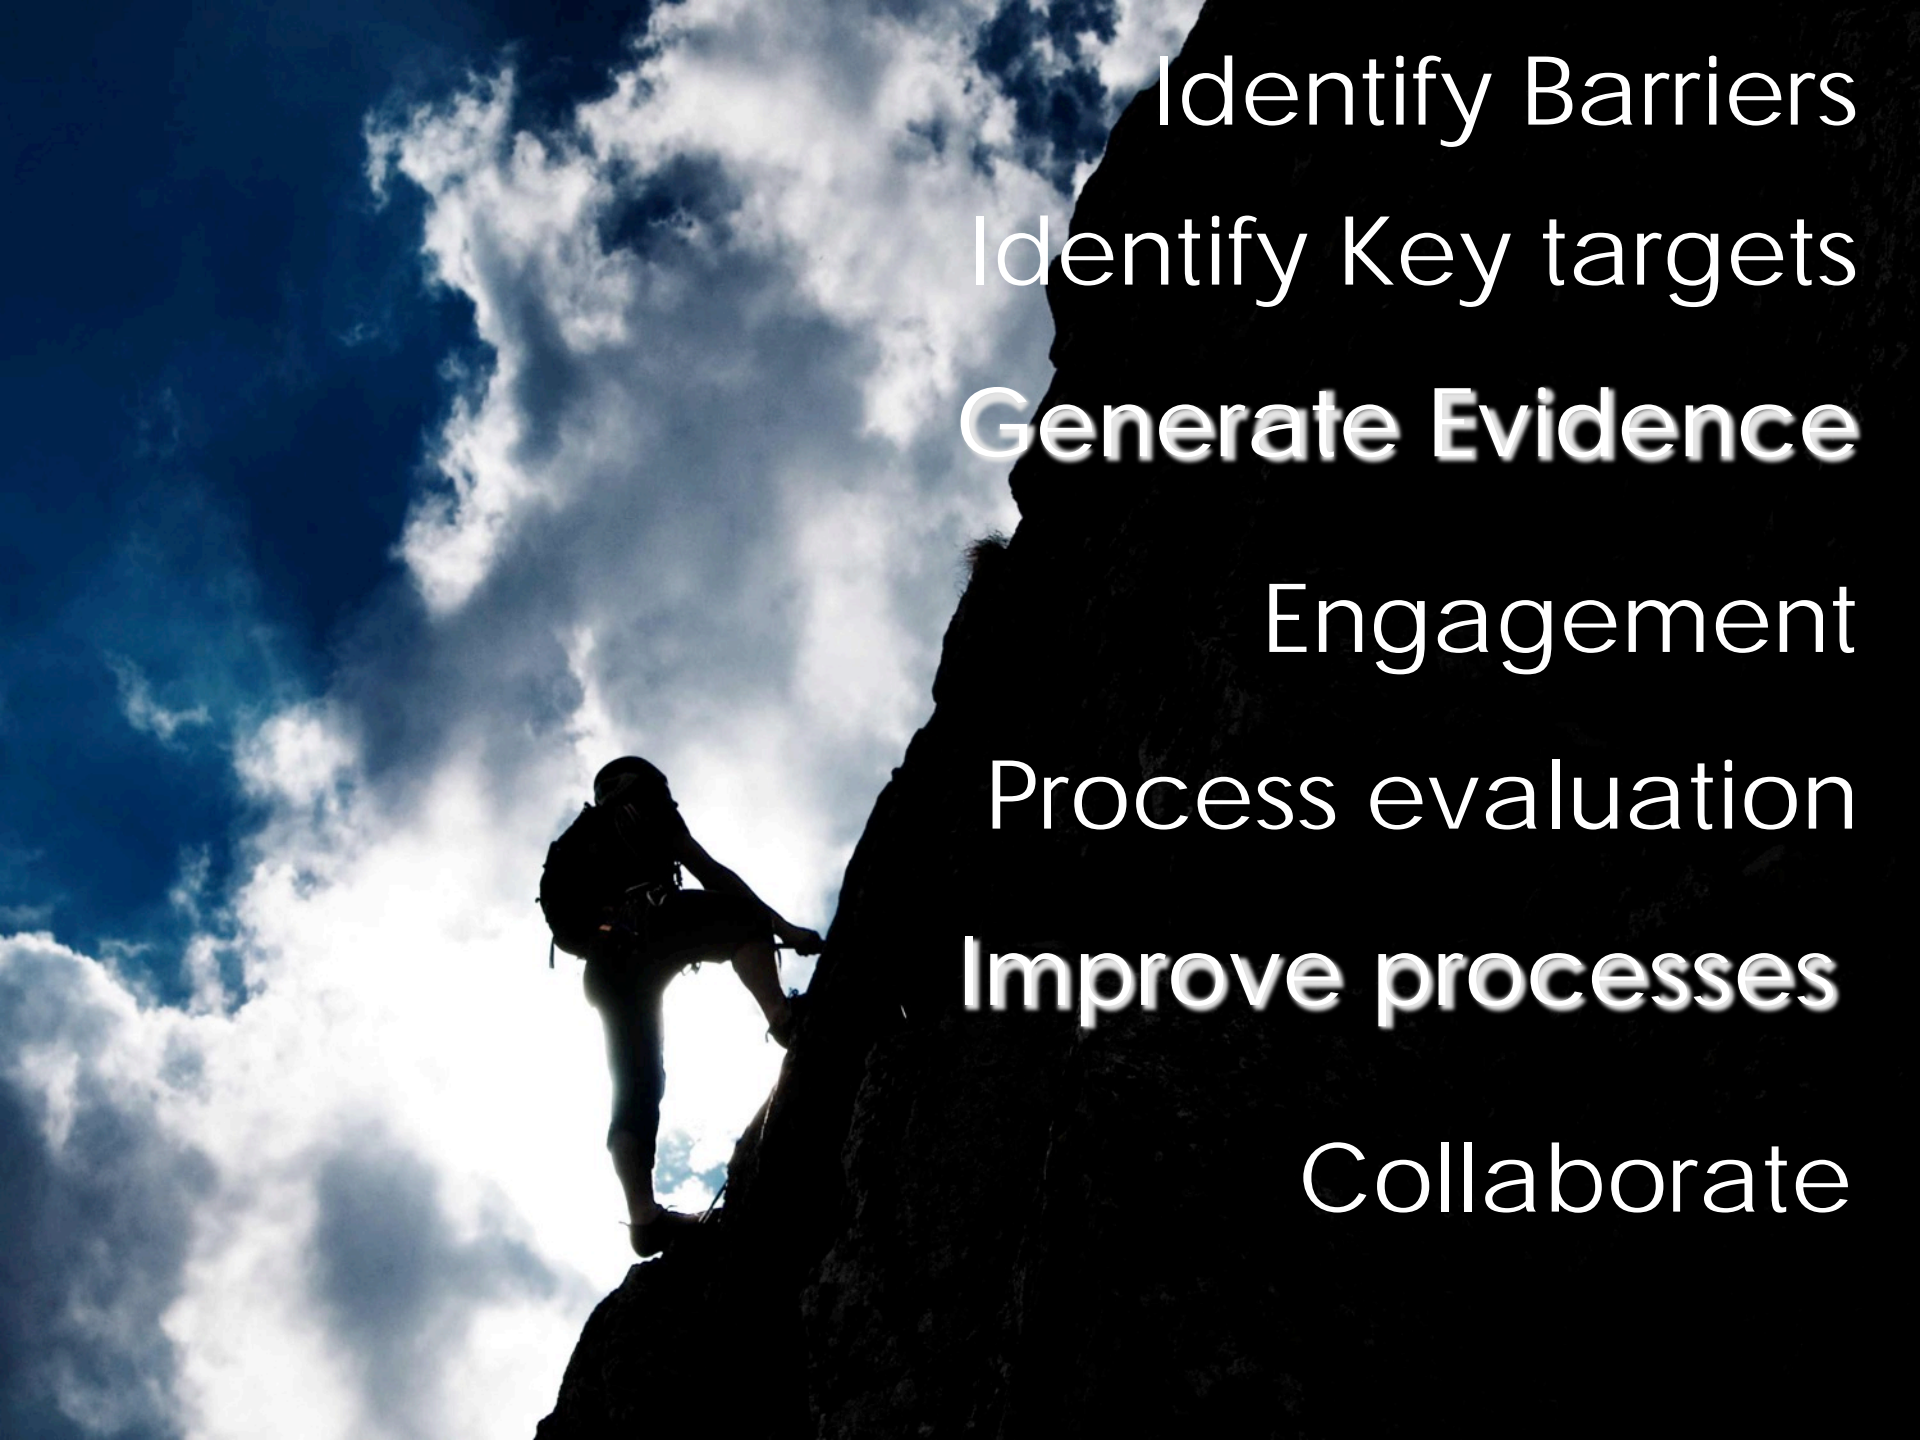 Identify Barriers
Identify Key targets
Generate Evidence
Engagement
Process evaluation
Improve processes
Collaborate